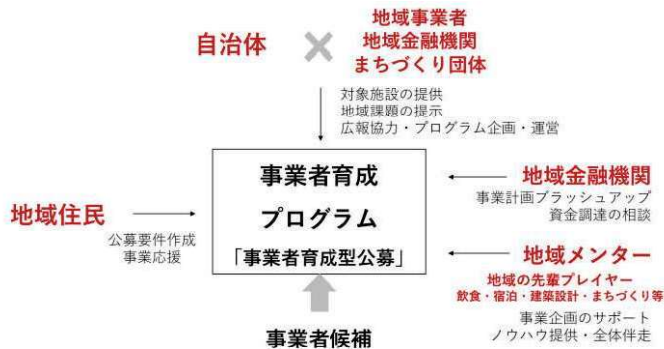 自治体
地域事業者
地域金融機関
まちづくり団体
対象施設の提供
地域課題の提示
広報協力・プログラム企画・運営
地域住民
公募要件作成
事業応援
事業者育成
プログラム
「事業者育成型公募」
地域金融機関
事業計画ブラッシュアップ
資金調達の相談
地域メンター
地域の先輩プレイヤー
飲食・宿泊・建築設計・まちづくり等
事業企画のサポート
ノウハウ提供・全体伴走
事業者候補